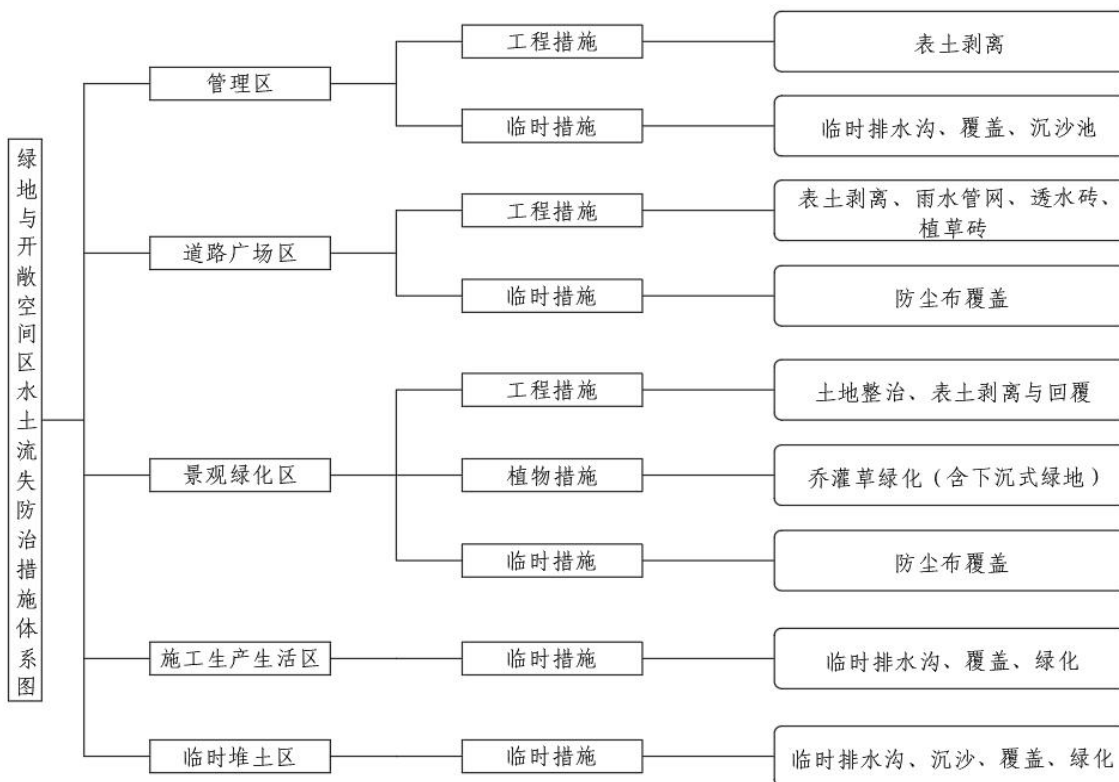 绿地与开敞空间区水土流失防治措施体系图
管理区
工程措施
表土剥离
临时措施
临时排水沟、覆盖、沉沙池
道路广场区
工程措施
表土剥离、雨水管网、透水砖、
植草砖
临时措施
防尘布覆盖
景观绿化区
工程措施
土地整治、表土剥离与回覆
植物措施
乔灌草绿化(含下沉式绿地)
临时措施
防尘布覆盖
施工生产生活区
临时措施
临时排水沟、覆盖、绿化
临时堆土区
临时措施
临时排水沟、沉沙、覆盖、绿化